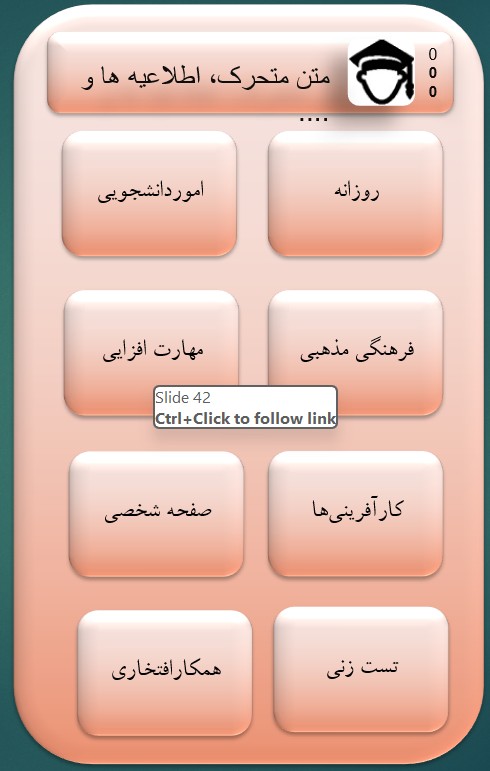 0
0
0
متن متحرک، اطلاعیه ها و
....
روزانه
اموردانشجویی
فرهنگی مذهبی
مهارت افزایی
Slide 42
Ctrl+Click to follow link
کارآفرینی‌ها
صفحه شخصی
تست زنی
همکارافتخاری